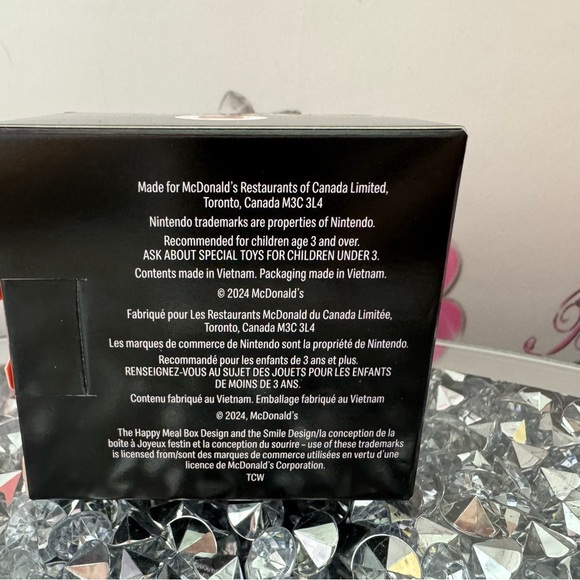 Made for McDonald's Restaurants of Canada Limited,
Toronto, Canada M3C 3L4
Nintendo trademarks are properties of Nintendo.
Recommended for children age 3 and over.
ASK ABOUT SPECIAL TOYS FOR CHILDREN UNDER 3.
Contents made in Vietnam. Packaging made in Vietnam.
© 2024 McDonald's
Fabriqué pour Les Restaurants McDonald du Canada Limitée,
Toronto, Canada M3C 3L4
Les marques de commerce de Nintendo sont la propriété de Nintendo.
Recommandé pour les enfants de 3 ans et plus.
RENSEIGNEZ-VOUS AU SUJET DES JOUETS POUR LES ENFANTS
DE MOINS DE 3 ANS.
Contenu fabriqué au Vietnam. Emballage fabriqué au Vietnam
© 2024, McDonald's
The Happy Meal Box Design and the Smile Design/la conception de la
boîte à Joyeux festin et la conception du sourire – use of these trademarks
is licensed from/sont des marques de commerce utilisées en vertu d'une
licence de McDonald's Corporation.
TCW